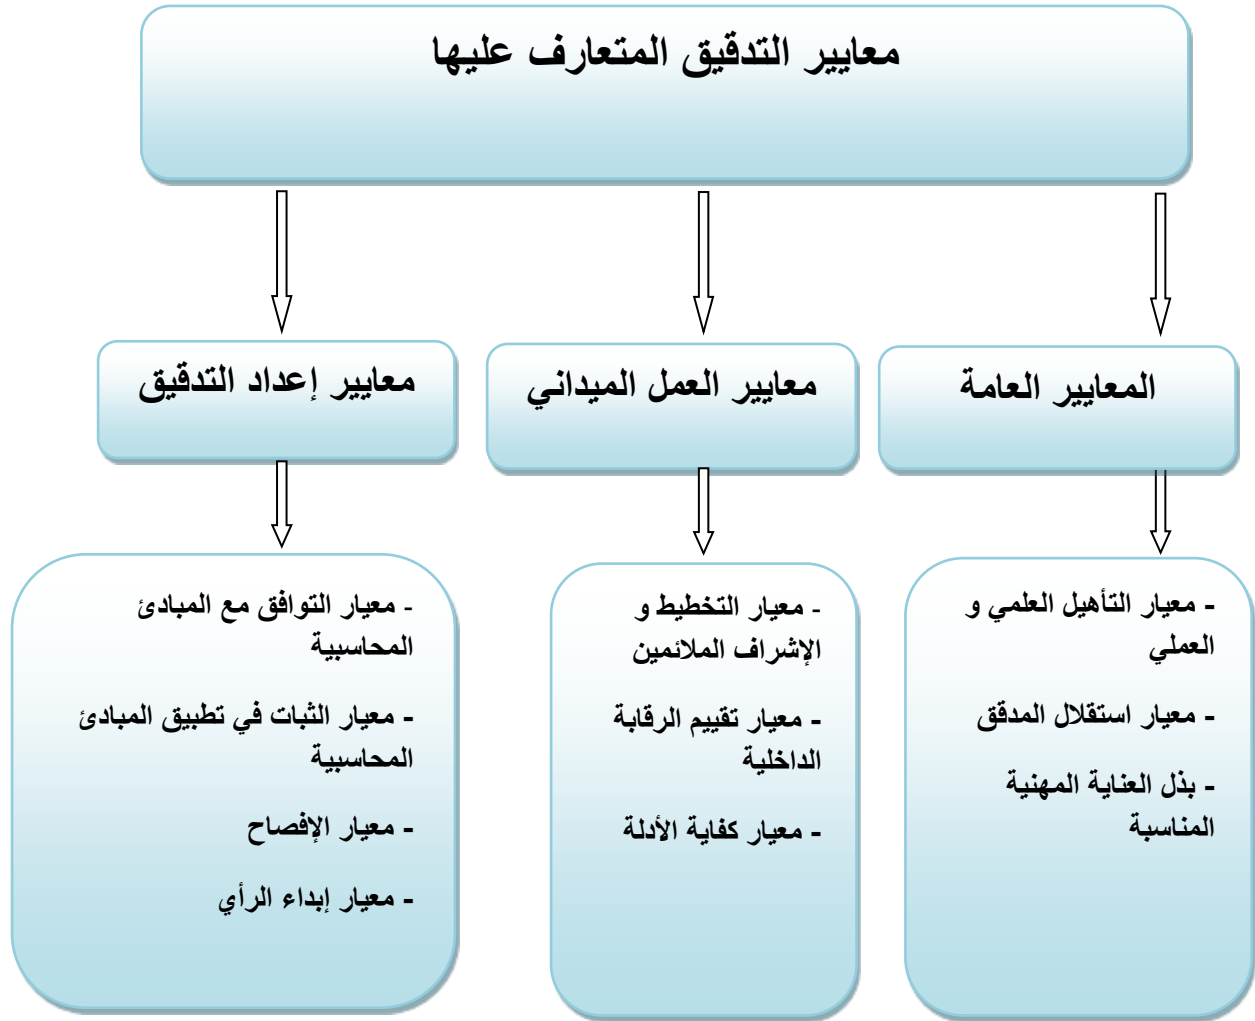 معايير التدقيق المتعارف عليها
المعايير العامة
معايير العمل الميداني
معايير إعداد التدقيق
- معيار التأهيل العلمي و
العملي
- معيار استقلال المدقق
- بذل العناية المهنية
المناسبة
- معيار التخطيط و
الإشراف الملائمين
- معيار تقييم الرقابة
الداخلية
- معيار كفاية الأدلة
- معيار التوافق مع المبادئ
المحاسبية
- معيار الثبات في تطبيق المبادئ
المحاسبية
- معيار الإفصاح
- معيار إبداء الرأي